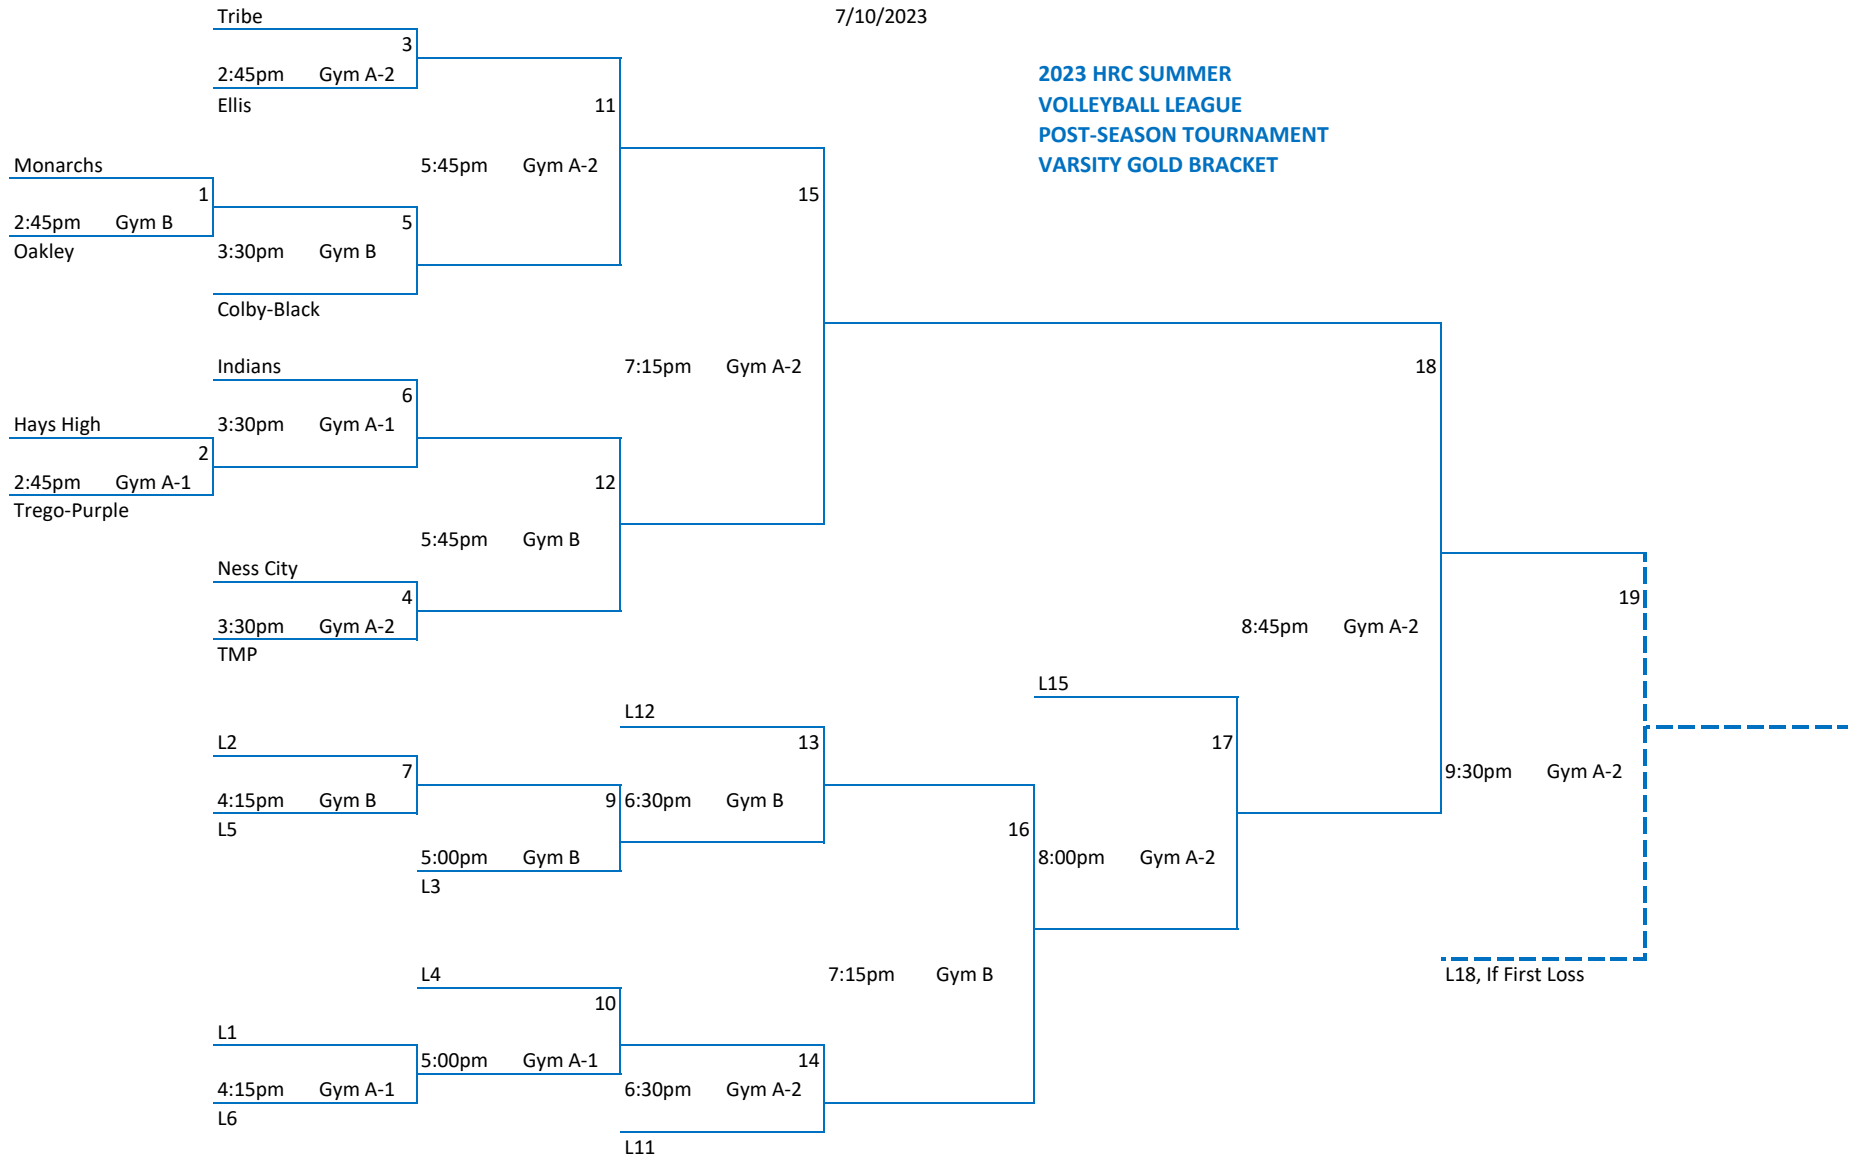 Tribe
7/10/2023
3
2:45pm Gym A-2
2023 HRC SUMMER
Ellis
11
VOLLEYBALL LEAGUE
POST-SEASON TOURNAMENT
Monarchs
5:45pm Gym A-2
VARSITY GOLD BRACKET
1
15
2:45pm Gym B
5
Oakley
3:30pm Gym B
Colby-Black
Indians
7:15pm Gym A-2
18
6
Hays High
3:30pm Gym A-1
2
2:45pm Gym A-1
12
Trego-Purple
5:45pm Gym B
Ness City
4
19
3:30pm Gym A-2
8:45pm Gym A-2
TMP
L15
L12
L2
13
17
7
9:30pm Gym A-2
4:15pm Gym B
9
6:30pm Gym B
L5
16
5:00pm Gym B
8:00pm Gym A-2
L3
L4
7:15pm Gym B
L18, If First Loss
10
L1
5:00pm Gym A-1
14
4:15pm Gym A-1
6:30pm Gym A-2
L6
L11